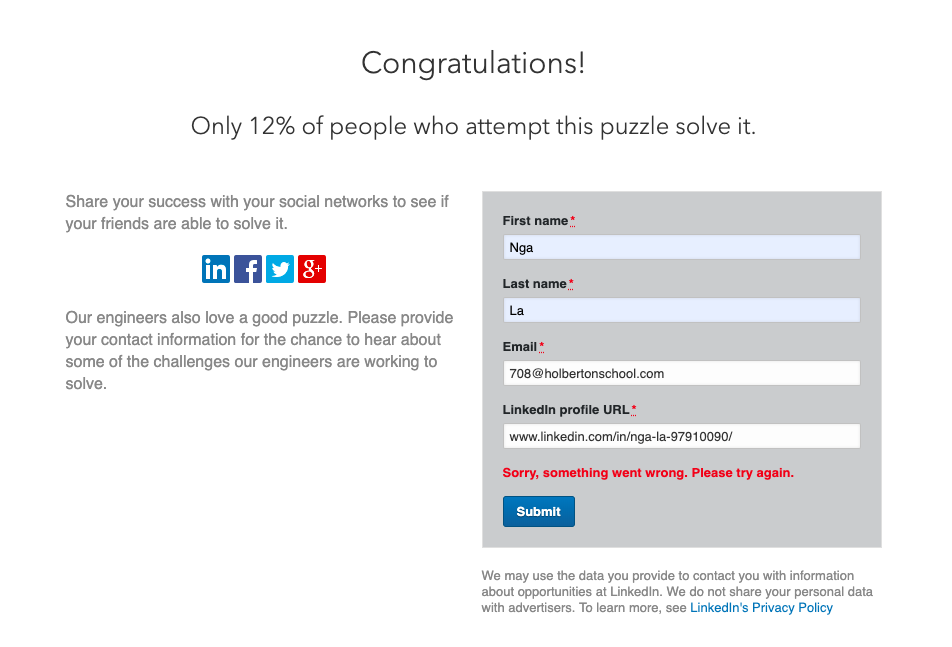 Congratulations!
Only 12% of people who attempt this puzzle solve it.
Share your success with your social networks to see if
your friends are able to solve it.
in f g+
Our engineers also love a good puzzle. Please provide
your contact information for the chance to hear about
some of the challenges our engineers are working to
solve.
First name*
Nga
Last name*
La
Email*
708@holbertonschool.com
LinkedIn profile URL*
www.linkedin.com/in/nga-la-97910090/
Sorry, something went wrong. Please try again.
Submit
We may use the data you provide to contact you with information
about opportunities at LinkedIn. We do not share your personal data
with advertisers. To learn more, see LinkedIn's Privacy Policy